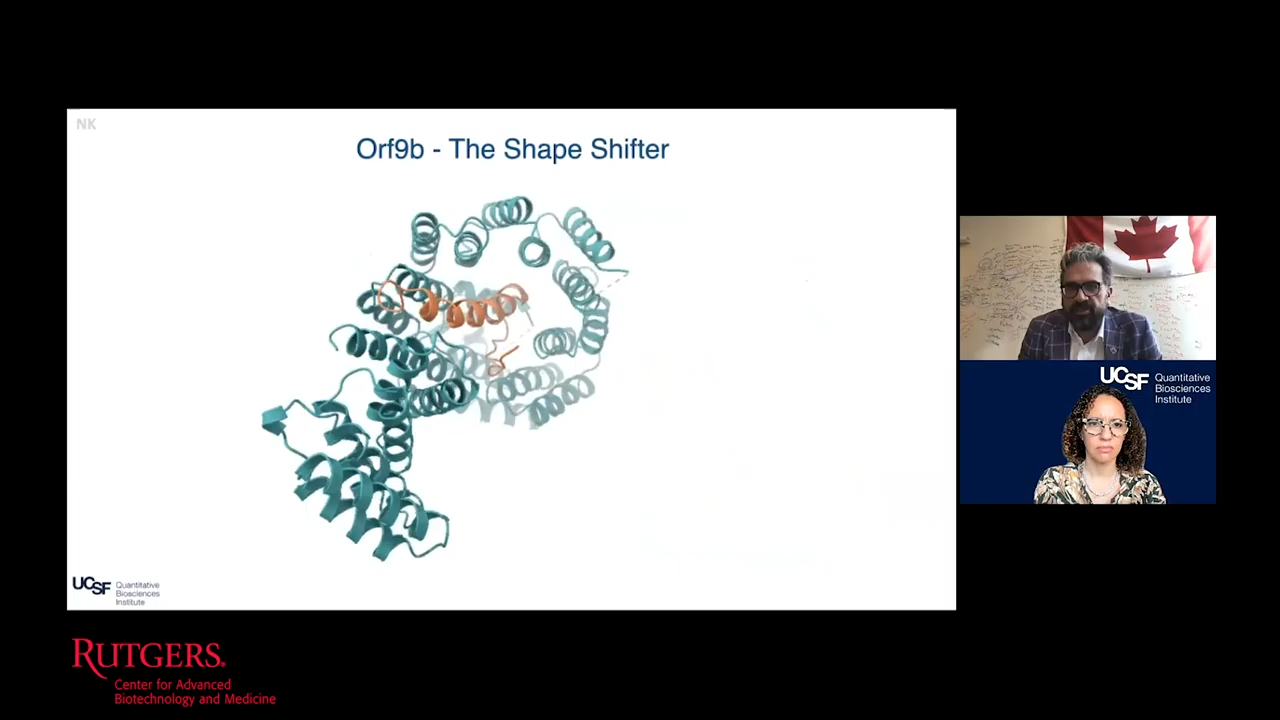 NK
Orf9b - The Shape Shifter
UCSF Quantitative
Biosciences
Institute
UCSF Quantitative
Biosciences
Institute
RUTGERS
Center for Advanced
Biotechnology and Medicine